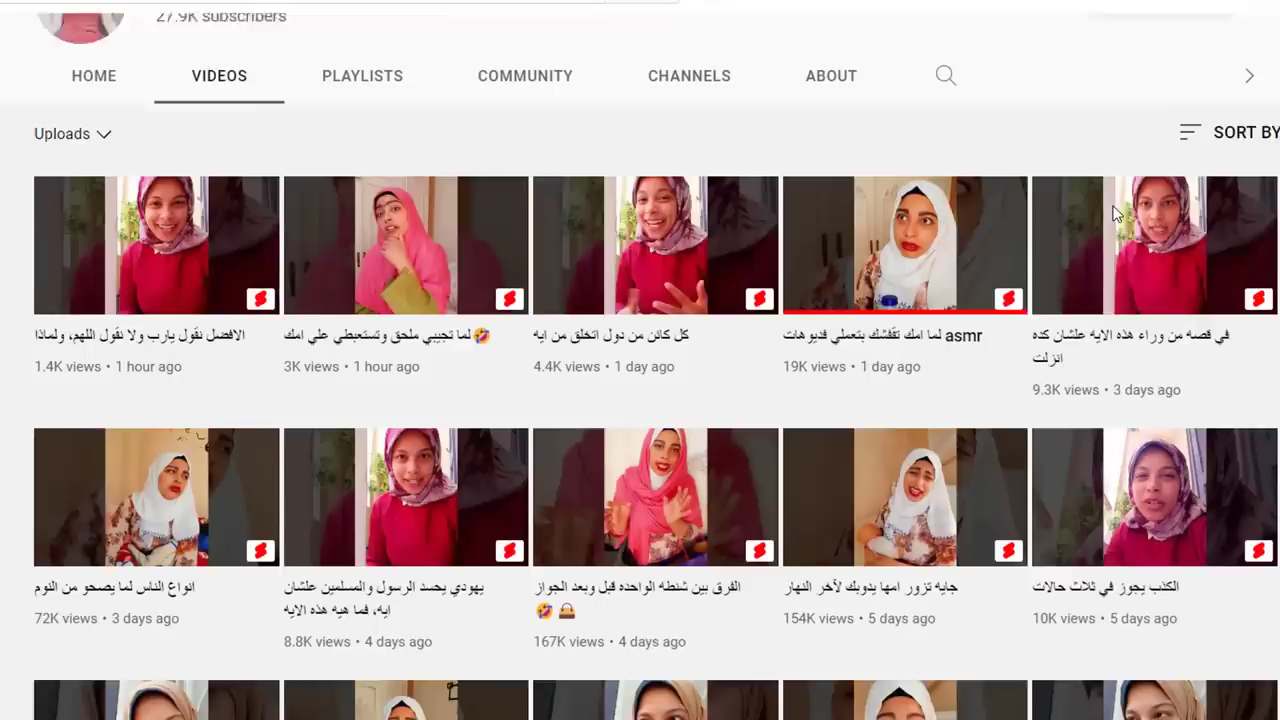 27.9K subscribers
HOME VIDEOS PLAYLISTS COMMUNITY CHANNELS ABOUT
Uploads
SORT BY
الافضل نقول يارب ولا نقول اللهم، ولماذا
1.4K views • 1 hour ago
لما تجيبي ملحق وتستعبطي علي امك🤣
3K views • 1 hour ago
كل كائن من دول اتخلق من ايه
4.4K views • 1 day ago
لما امك تقفشك بتعملي فديوهات asmr
19K views • 1 day ago
في قصه من وراء هذه الايه علشان كده
انزلت
9.3K views • 3 days ago
انواع الناس لما يصحو من النوم
72K views • 3 days ago
يهودي يحسد الرسول والمسلمين علشان
ايه، فما هيه هذه الايه
8.8K views • 4 days ago
الفرق بين شنطه الواحده قبل وبعد الجواز
🤣 👜
167K views • 4 days ago
جايه تزور امها يدوبك لآخر النهار
154K views • 5 days ago
الكذب يجوز في ثلاث حالات
10K views • 5 days ago